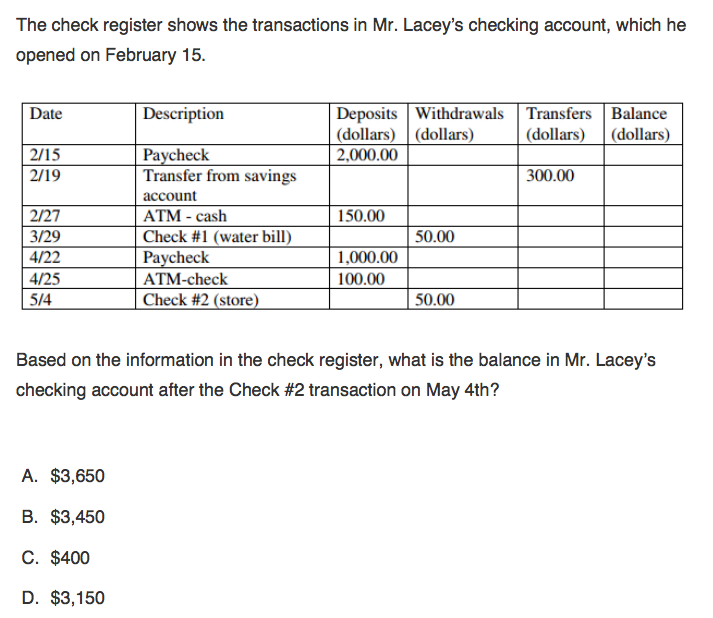 The check register shows the transactions in Mr. Lacey’s checking account, which he
opened on February 15.
Date Description Deposits (dollars) Withdrawals (dollars) Transfers (dollars) Balance (dollars)
2/15 Paycheck 2,000.00
2/19 Transfer from savings account 300.00
2/27 ATM - cash 150.00
3/29 Check #1 (water bill) 50.00
4/22 Paycheck 1,000.00
4/25 ATM-check 100.00
5/4 Check #2 (store) 50.00
Based on the information in the check register, what is the balance in Mr. Lacey’s
checking account after the Check #2 transaction on May 4th?
A. $3,650
B. $3,450
C. $400
D. $3,150